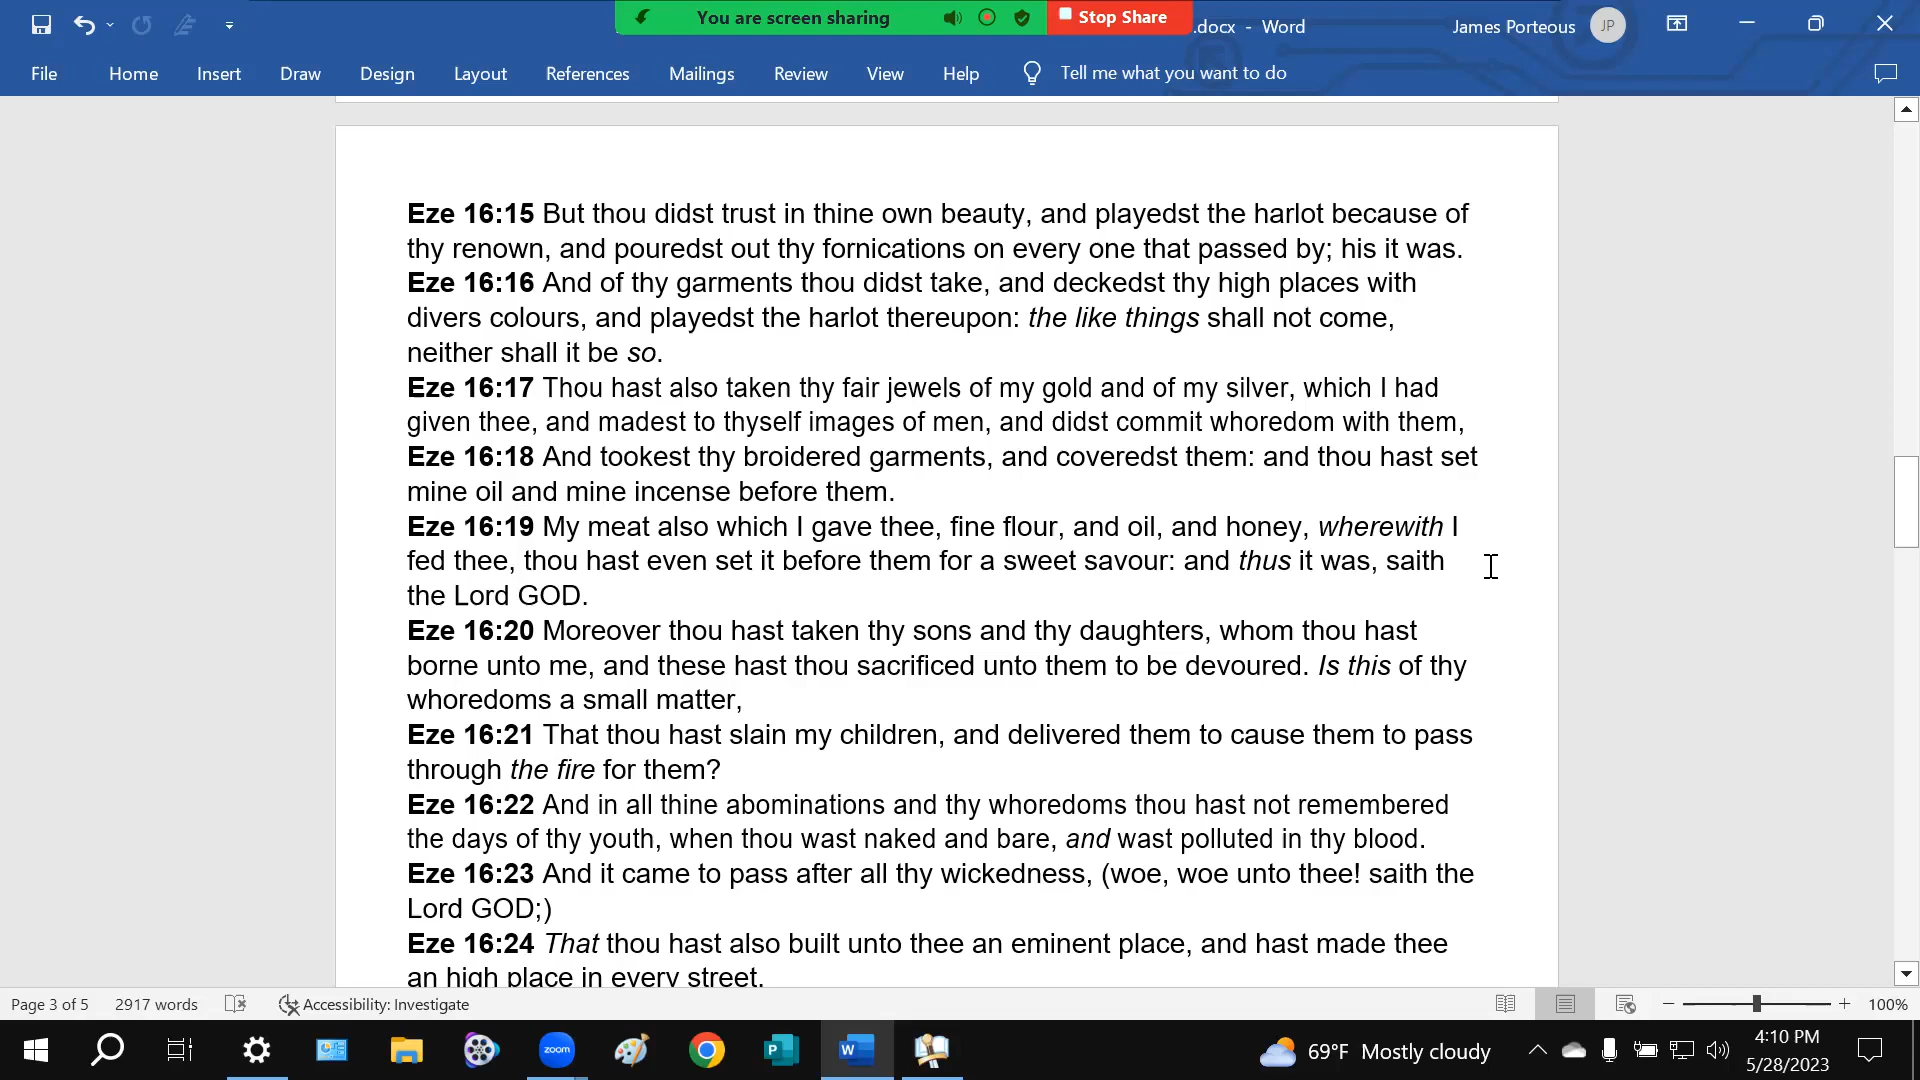 You are screen sharing
Stop Share
.docx - Word
James Porteous
JP
File
Home
Insert
Draw
Design
Layout
References
Mailings
Review
View
Help
Tell me what you want to do
Eze 16:15 But thou didst trust in thine own beauty, and playedst the harlot because of
thy renown, and pouredst out thy fornications on every one that passed by; his it was.
Eze 16:16 And of thy garments thou didst take, and deckedst thy high places with
divers colours, and playedst the harlot thereupon: the like things shall not come,
neither shall it be so.
Eze 16:17 Thou hast also taken thy fair jewels of my gold and of my silver, which I had
given thee, and madest to thyself images of men, and didst commit whoredom with them,
Eze 16:18 And tookest thy broidered garments, and coveredst them: and thou hast set
mine oil and mine incense before them.
Eze 16:19 My meat also which I gave thee, fine flour, and oil, and honey, wherewith I
fed thee, thou hast even set it before them for a sweet savour: and thus it was, saith
the Lord GOD.
Eze 16:20 Moreover thou hast taken thy sons and thy daughters, whom thou hast
borne unto me, and these hast thou sacrificed unto them to be devoured. Is this of thy
whoredoms a small matter,
Eze 16:21 That thou hast slain my children, and delivered them to cause them to pass
through the fire for them?
Eze 16:22 And in all thine abominations and thy whoredoms thou hast not remembered
the days of thy youth, when thou wast naked and bare, and wast polluted in thy blood.
Eze 16:23 And it came to pass after all thy wickedness, (woe, woe unto thee! saith the
Lord GOD;)
Eze 16:24 That thou hast also built unto thee an eminent place, and hast made thee
an high place in every street.
Page 3 of 5
2917 words
Accessibility: Investigate
100%
zoom
P
W
69°F Mostly cloudy
4:10 PM
5/28/2023